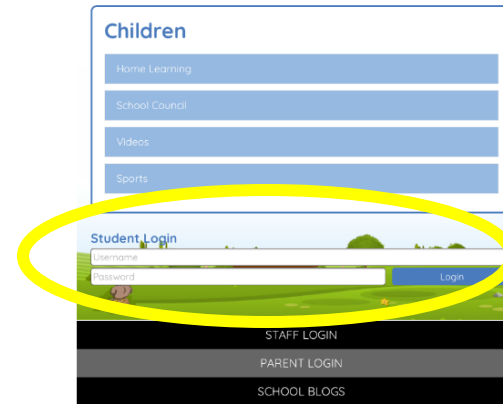 Children
Home Learning
School Council
Videos
Sports
Student Login
Username
Password
Login
STAFF LOGIN
PARENT LOGIN
SCHOOL BLOGS